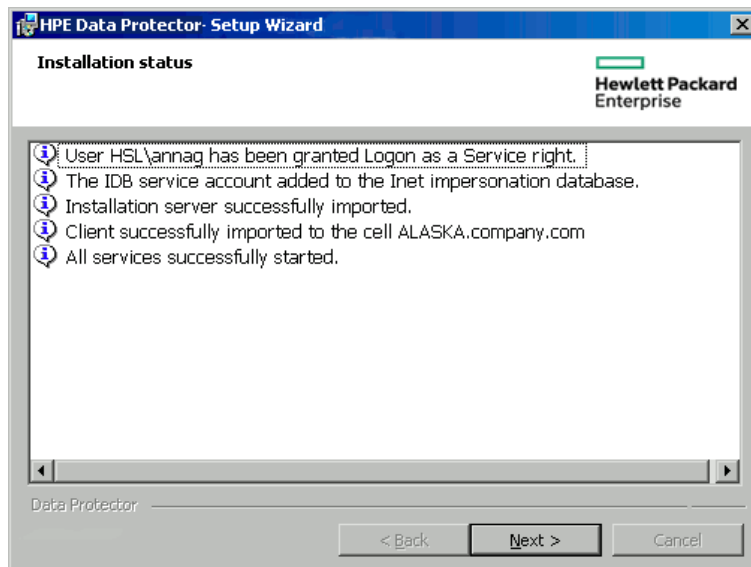 HPE Data Protector- Setup Wizard
Installation status
Hewlett Packard
Enterprise
User HSL\annag has been granted Logon as a Service right.
The IDB service account added to the Inet impersonation database.
Installation server successfully imported.
Client successfully imported to the cell ALASKA.company.com
All services successfully started.
Data Protector
< Back
Next >
Cancel